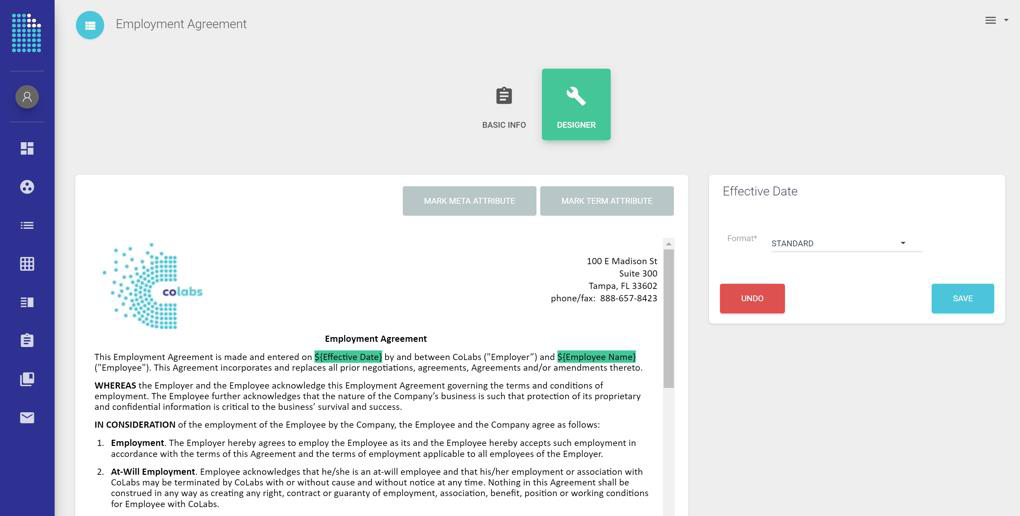 Employment Agreement
BASIC INFO
DESIGNER
MARK META ATTRIBUTE
MARK TERM ATTRIBUTE
colabs
100 E Madison St
Suite 300
Tampa, FL 33602
phone/fax: 888-657-8423
Employment Agreement
This Employment Agreement is made and entered on ${Effective Date} by and between CoLabs ("Employer") and ${Employee Name}
("Employee"). This Agreement incorporates and replaces all prior negotiations, agreements, Agreements and/or amendments thereto.
WHEREAS the Employer and the Employee acknowledge this Employment Agreement governing the terms and conditions of
employment. The Employee further acknowledges that the nature of the Company's business is such that protection of its proprietary
and confidential information is critical to the business' survival and success.
IN CONSIDERATION of the employment of the Employee by the Company, the Employee and the Company agree as follows:
1. Employment. The Employer hereby agrees to employ the Employee as its and the Employee hereby accepts such employment in
accordance with the terms of this Agreement and the terms of employment applicable to all employees of the Employer.
2. At-Will Employment. Employee acknowledges that he/she is an at-will employee and that his/her employment or association with
CoLabs may be terminated by CoLabs with or without cause and without notice at any time. Nothing in this Agreement shall be
construed in any way as creating any right, contract or guaranty of employment, association, benefit, position or working conditions
for Employee with CoLabs.
Effective Date
Format*
STANDARD
UNDO
SAVE